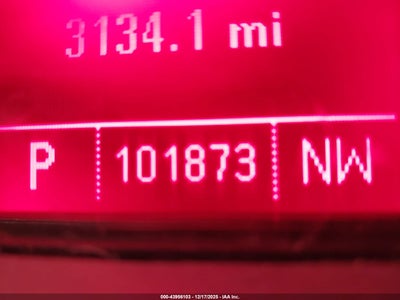 3134.1 mi
P 101873 NW
000-43956103 - 12/17/2025 - IAA Inc.